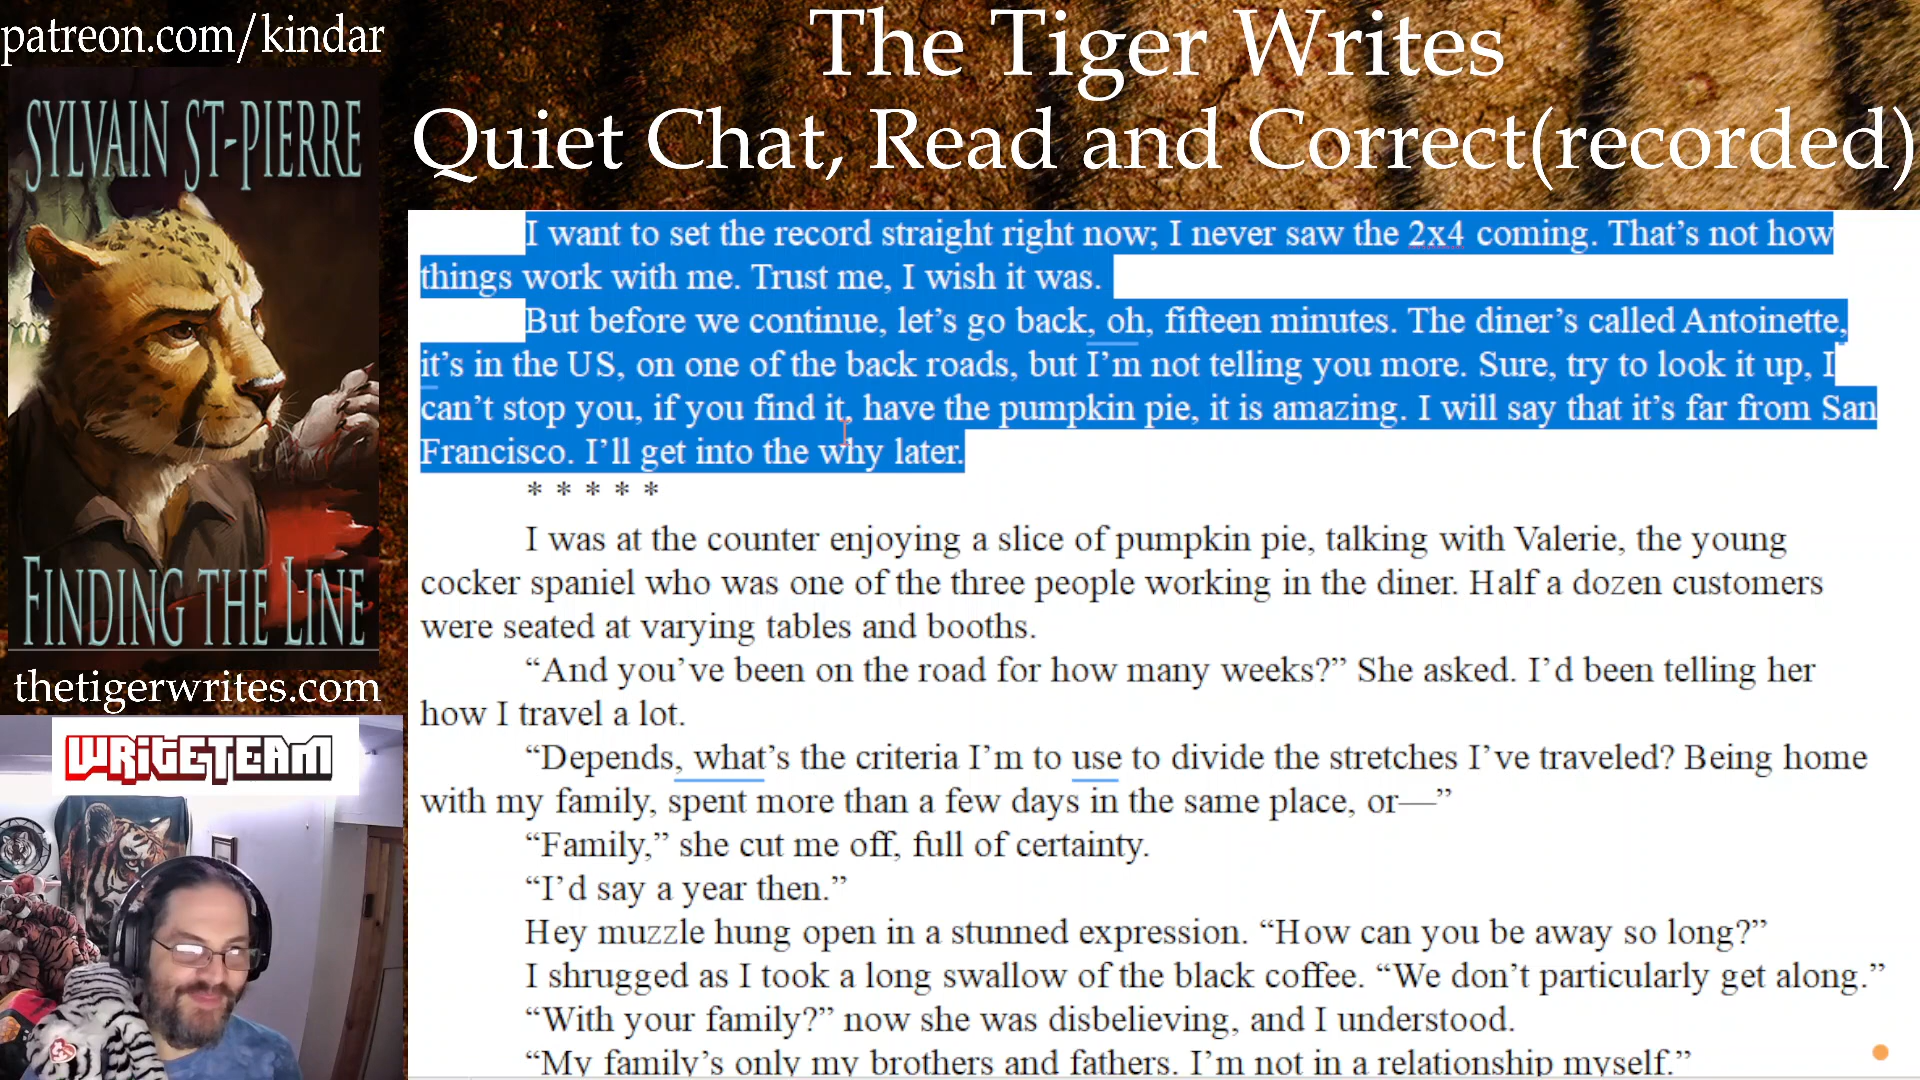 patreon.com/kindar
SYLVAIN ST-PIERRE
FINDING THE LINE
thetigerwrites.com
WRITETEAM
The Tiger Writes
Quiet Chat, Read and Correct(recorded)
I want to set the record straight right now; I never saw the 2x4 coming. That’s not how
things work with me. Trust me, I wish it was.
But before we continue, let’s go back, oh, fifteen minutes. The diner’s called Antoinette,
it’s in the US, on one of the back roads, but I’m not telling you more. Sure, try to look it up, I
can’t stop you, if you find it, have the pumpkin pie, it is amazing. I will say that it’s far from San
Francisco. I’ll get into the why later.
* * * * *
I was at the counter enjoying a slice of pumpkin pie, talking with Valerie, the young
cocker spaniel who was one of the three people working in the diner. Half a dozen customers
were seated at varying tables and booths.
“And you’ve been on the road for how many weeks?” She asked. I’d been telling her
how I travel a lot.
“Depends, what’s the criteria I’m to use to divide the stretches I’ve traveled? Being home
with my family, spent more than a few days in the same place, or—”
“Family,” she cut me off, full of certainty.
“I’d say a year then.”
Hey muzzle hung open in a stunned expression. “How can you be away so long?”
I shrugged as I took a long swallow of the black coffee. “We don’t particularly get along.”
“With your family?” now she was disbelieving, and I understood.
“My family’s only my brothers and fathers. I’m not in a relationship myself.”